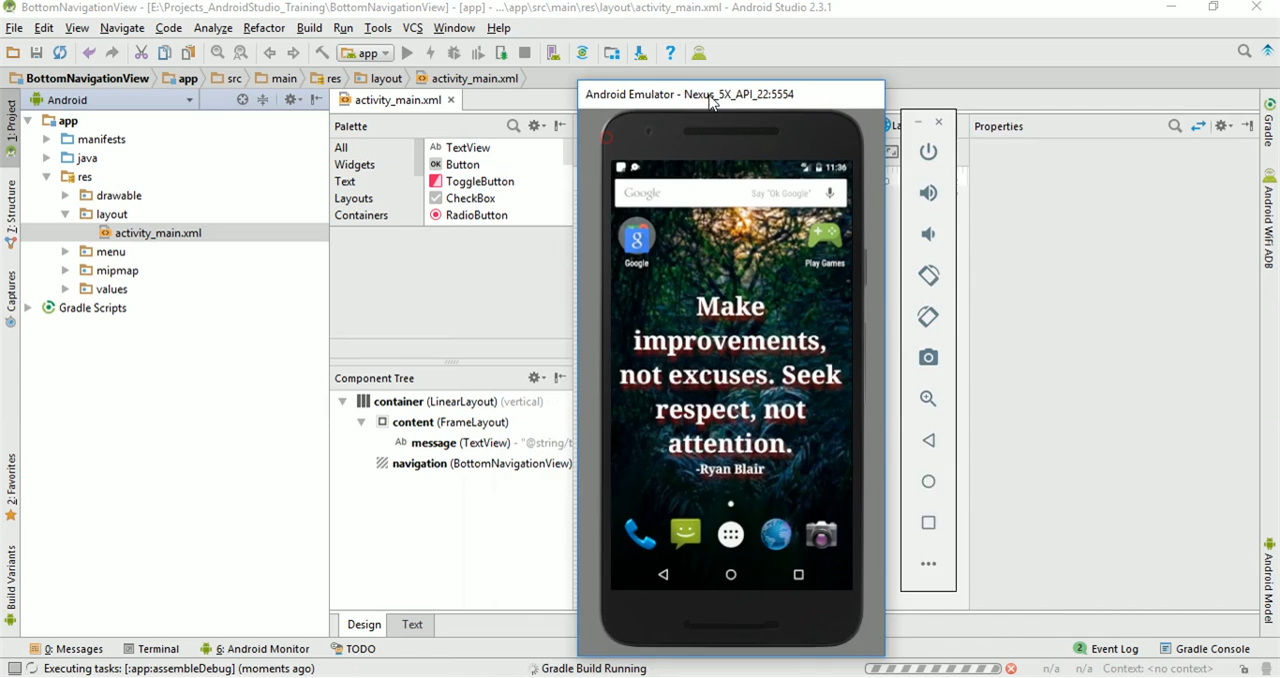 BottomNavigationView - [E:\Projects_AndroidStudio_Training\BottomNavigationView] - [app] - ...\app\src\main\res\layout\activity_main.xml - Android Studio 2.3.1
File Edit View Navigate Code Analyze Refactor Build Run Tools VCS Window Help
app
BottomNavigationView app src main res layout activity_main.xml
1: Project
Z: Structure
Captures
2: Favorites
Build Variants
Android
app
manifests
java
res
drawable
layout
activity_main.xml
menu
mipmap
values
Gradle Scripts
activity_main.xml
Palette
All
Widgets
Text
Layouts
Containers
Ab TextView
OK Button
ToggleButton
CheckBox
RadioButton
Component Tree
container (LinearLayout) (vertical)
content (FrameLayout)
Ab message (TextView) - "@string/t
navigation (BottomNavigationView)
Design Text
Android Emulator - Nexus_5X_API_22:5554
11:36
Google Say "Ok Google"
Google
Play Games
Make
improvements,
not excuses. Seek
respect, not
attention.
-Ryan Blair
Properties
Gradle
Android WiFi ADB
Android Model
0: Messages Terminal 6: Android Monitor TODO
2 Event Log Gradle Console
Executing tasks: [:app:assembleDebug] (moments ago)
Gradle Build Running
n/a n/a Context: <no context>